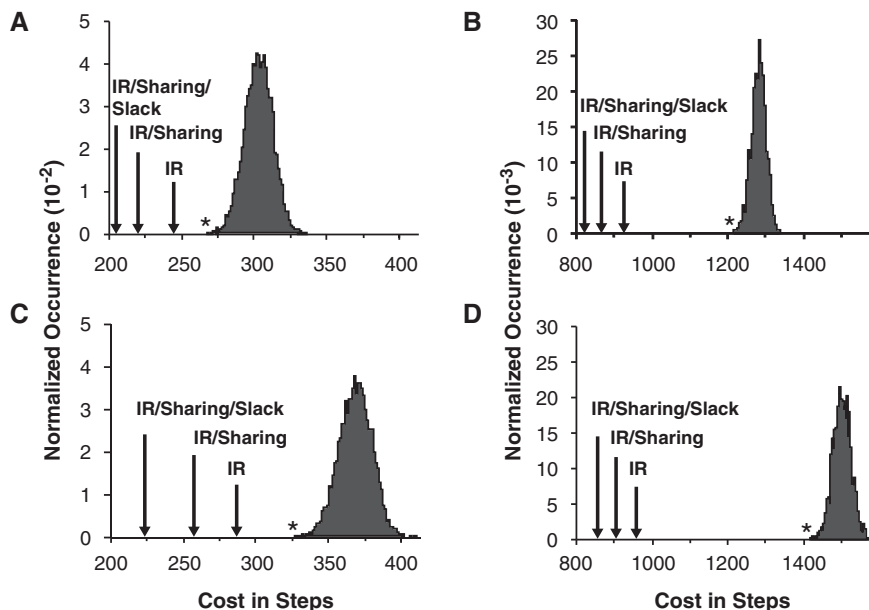 A
5
4
3
2
1
0
IR/Sharing/
Slack
IR/Sharing
IR
*
200 250 300 350 400
B
30
25
20
15
10
5
0
IR/Sharing/Slack
IR/Sharing
IR
*
800 1000 1200 1400
Normalized Occurrence (10-2)
Normalized Occurrence (10-3)
C
5
4
3
2
1
0
IR/Sharing/Slack
IR/Sharing
IR
*
200 250 300 350 400
Cost in Steps
D
30
25
20
15
10
5
0
IR/Sharing/Slack
IR/Sharing
IR
*
800 1000 1200 1400
Cost in Steps